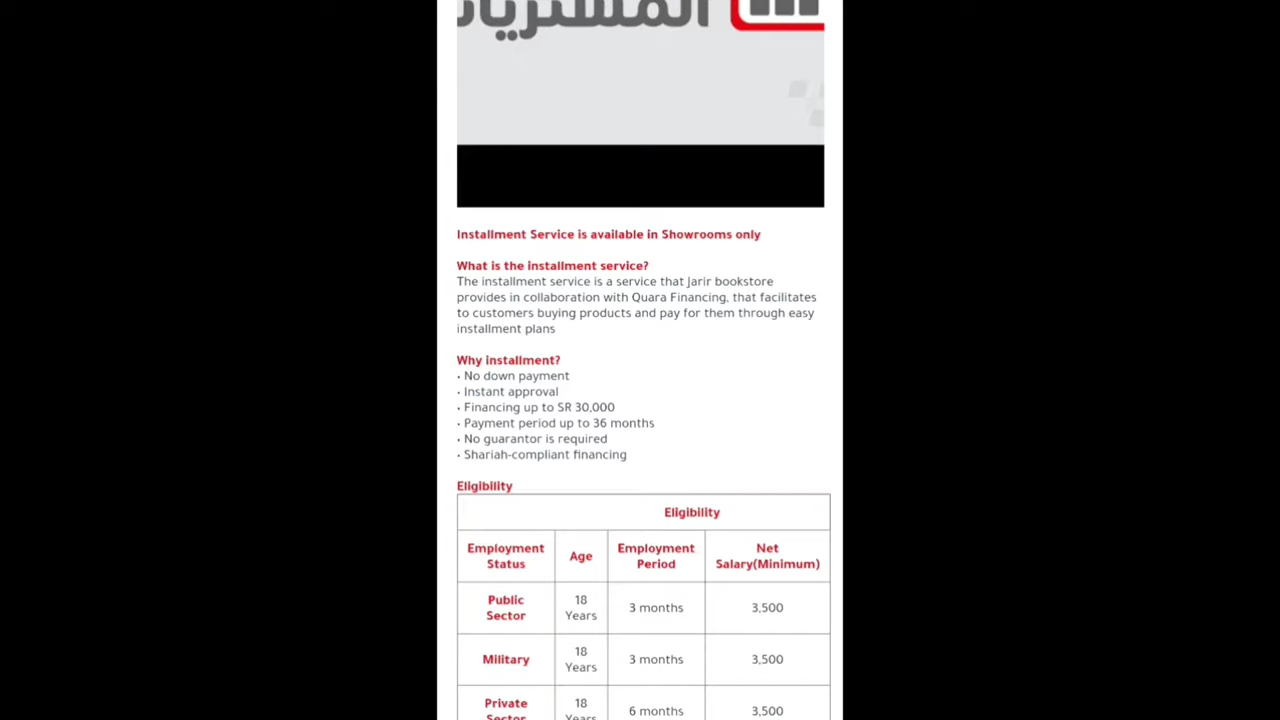 المشتريات
Installment Service is available in Showrooms only
What is the installment service?
The installment service is a service that Jarir bookstore
provides in collaboration with Quara Financing, that facilitates
to customers buying products and pay for them through easy
installment plans
Why installment?
• No down payment
• Instant approval
• Financing up to SR 30,000
• Payment period up to 36 months
• No guarantor is required
• Shariah-compliant financing
Eligibility
Eligibility
Employment Status Age Employment Period Net Salary(Minimum)
Public Sector 18 Years 3 months 3,500
Military 18 Years 3 months 3,500
Private Sector 18 Years 6 months 3,500